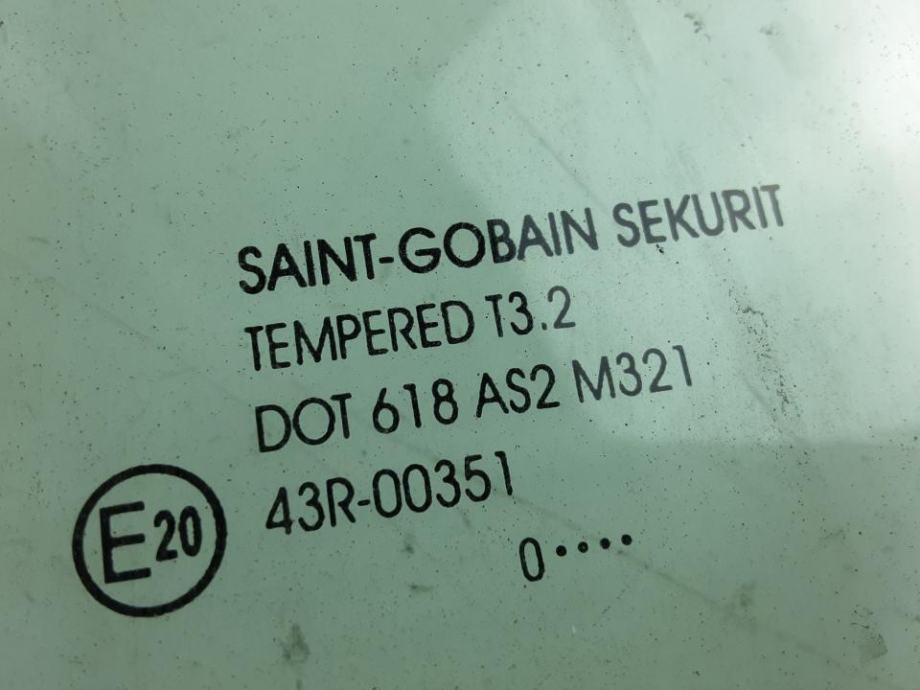 SAINT-GOBAIN SEKURIT
TEMPERED T3.2
DOT 618 AS2 M321
E20 43R-00351
0••••